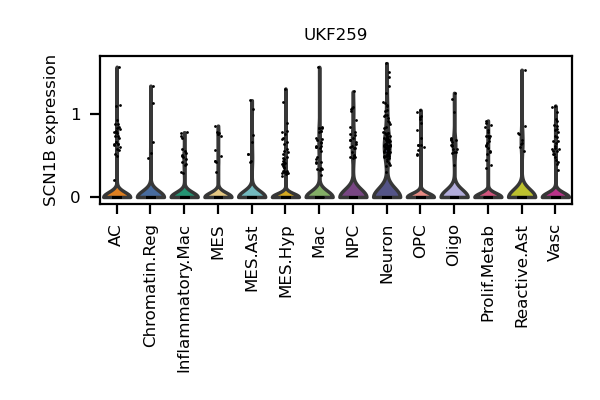 UKF259
SCN1B expression
1
0
AC
Chromatin.Reg
Inflammatory.Mac
MES
MES.Ast
MES.Hyp
Mac
NPC
Neuron
OPC
Oligo
Prolif.Metab
Reactive.Ast
Vasc